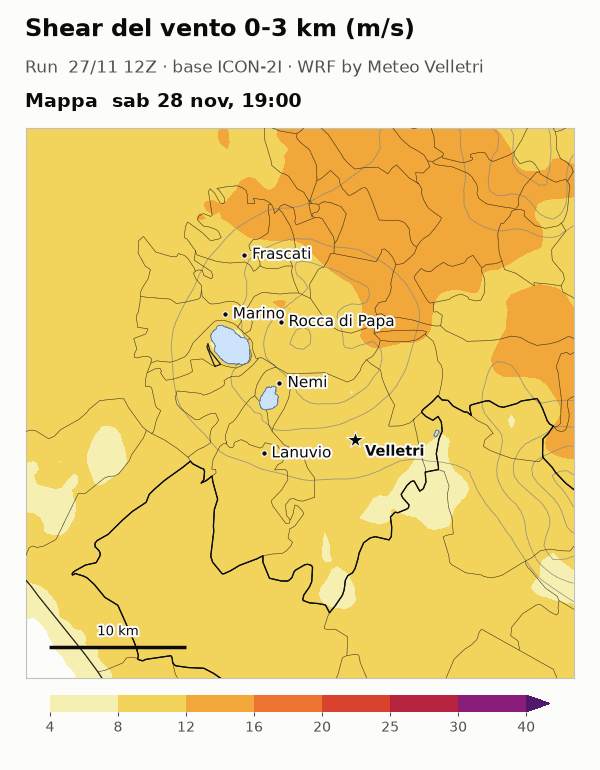 Shear del vento 0-3 km (m/s)
Run  27/11 12Z · base ICON-2I · WRF by Meteo Velletri
Mappa  sab 28 nov, 19:00
Frascati
Marino
Rocca di Papa
Nemi
Velletri
Lanuvio
10 km
4 8 12 16 20 25 30 40